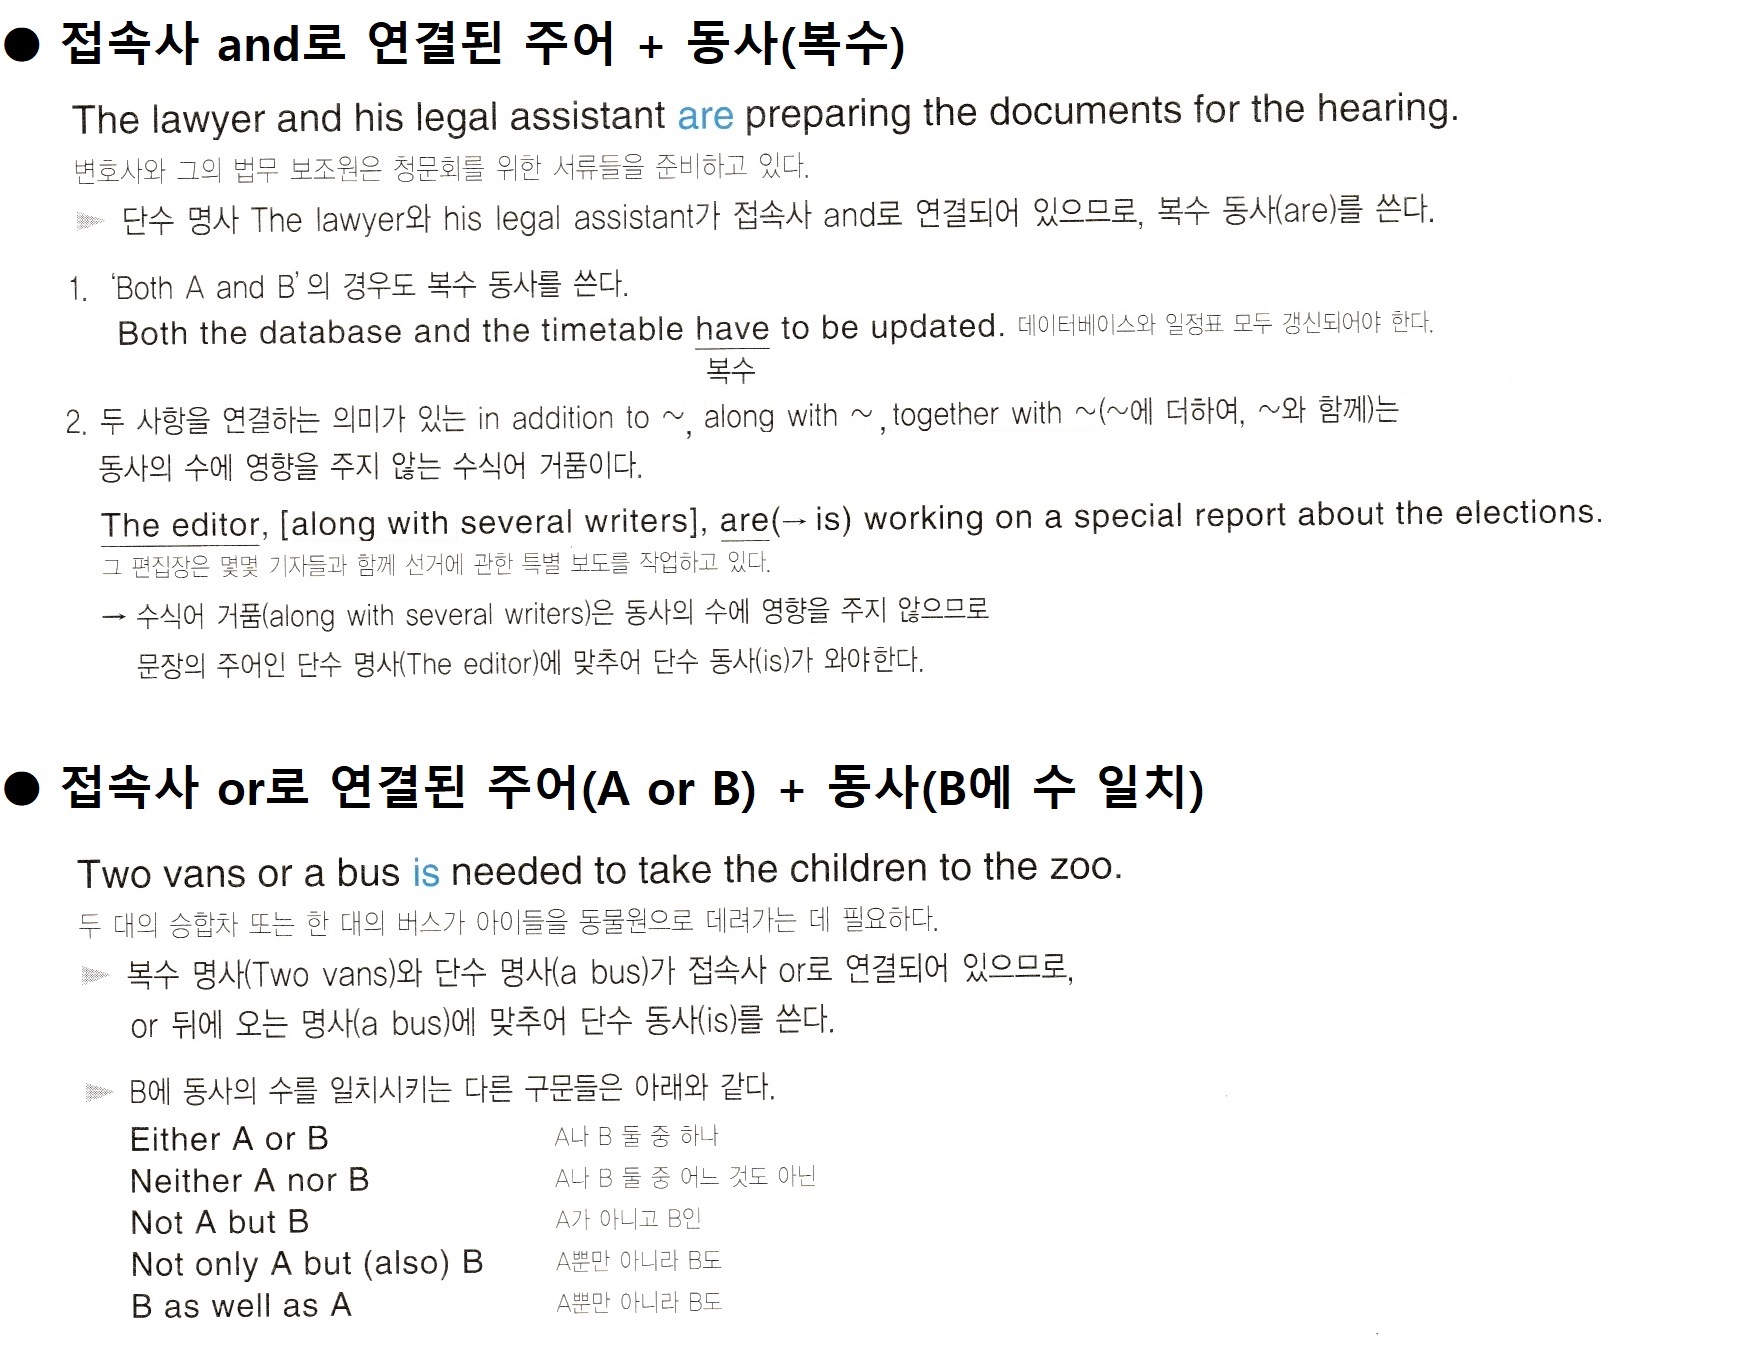 ● 접속사 and로 연결된 주어 + 동사(복수)
The lawyer and his legal assistant are preparing the documents for the hearing.
변호사와 그의 법무 보조원은 청문회를 위한 서류들을 준비하고 있다.
단수 명사 The lawyer와 his legal assistant가 접속사 and로 연결되어 있으므로, 복수 동사(are)를 쓴다.
1. ‘Both A and B’의 경우도 복수 동사를 쓴다.
Both the database and the timetable have to be updated. 데이터베이스와 일정표 모두 갱신되어야 한다.
복수
2. 두 사항을 연결하는 의미가 있는 in addition to ~, along with ~, together with ~(~에 더하여, ~와 함께)는
동사의 수에 영향을 주지 않는 수식어 거품이다.
The editor, [along with several writers], are(→ is) working on a special report about the elections.
그 편집장은 몇몇 기자들과 함께 선거에 관한 특별 보도를 작업하고 있다.
→ 수식어 거품(along with several writers)은 동사의 수에 영향을 주지 않으므로
문장의 주어인 단수 명사(The editor)에 맞추어 단수 동사(is)가 와야한다.
● 접속사 or로 연결된 주어(A or B) + 동사(B에 수 일치)
Two vans or a bus is needed to take the children to the zoo.
두 대의 승합차 또는 한 대의 버스가 아이들을 동물원으로 데려가는 데 필요하다.
복수 명사(Two vans)와 단수 명사(a bus)가 접속사 or로 연결되어 있으므로,
or 뒤에 오는 명사(a bus)에 맞추어 단수 동사(is)를 쓴다.
B에 동사의 수를 일치시키는 다른 구문들은 아래와 같다.
Either A or B A나 B 둘 중 하나
Neither A nor B A나 B 둘 중 어느 것도 아닌
Not A but B A가 아니고 B인
Not only A but (also) B A뿐만 아니라 B도
B as well as A A뿐만 아니라 B도